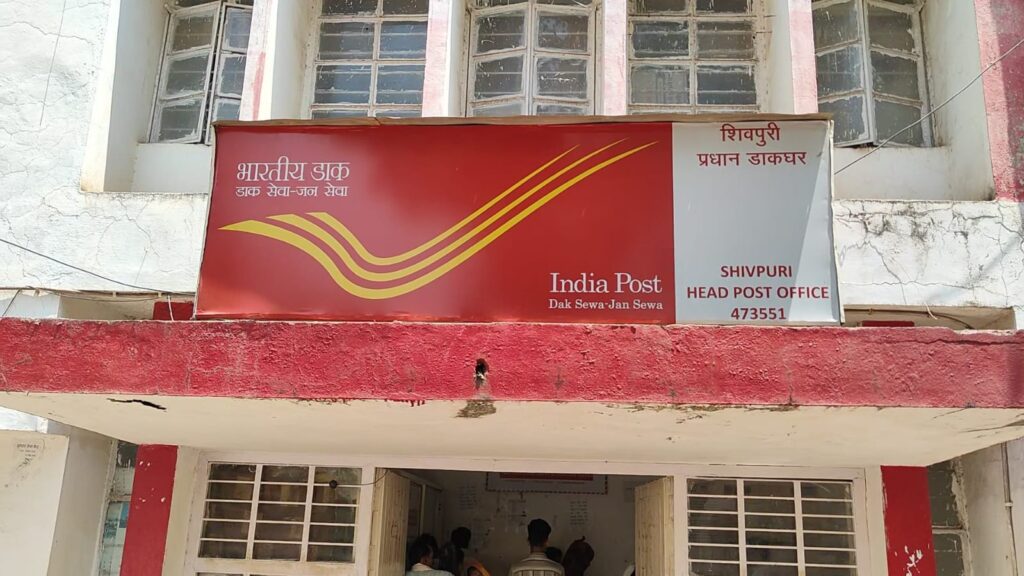 भारतीय डाक
डाक सेवा-जन सेवा
India Post
Dak Sewa-Jan Sewa
शिवपुरी
प्रधान डाकघर
SHIVPURI
HEAD POST OFFICE
473551